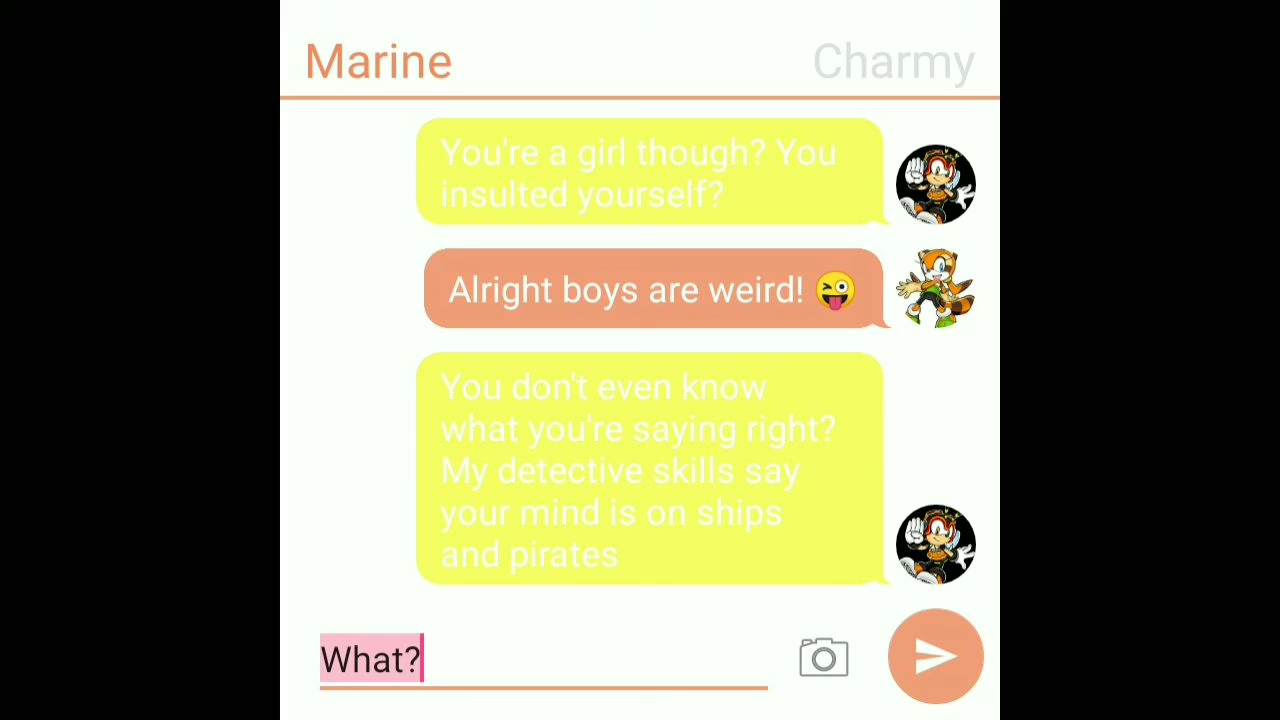 Marine
Charmy
You're a girl though? You
insulted yourself?
Alright boys are weird! 😜
You don't even know
what you're saying right?
My detective skills say
your mind is on ships
and pirates
What?